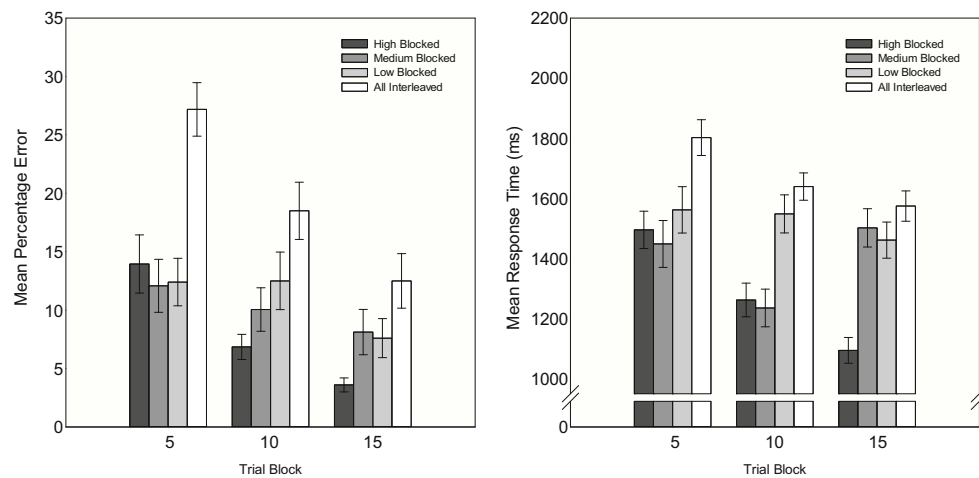 35
30
25
20
15
10
5
0
Mean Percentage Error
High Blocked
Medium Blocked
Low Blocked
All Interleaved
5 10 15
Trial Block
2200
2000
1800
1600
1400
1200
1000
0
Mean Response Time (ms)
High Blocked
Medium Blocked
Low Blocked
All Interleaved
5 10 15
Trial Block